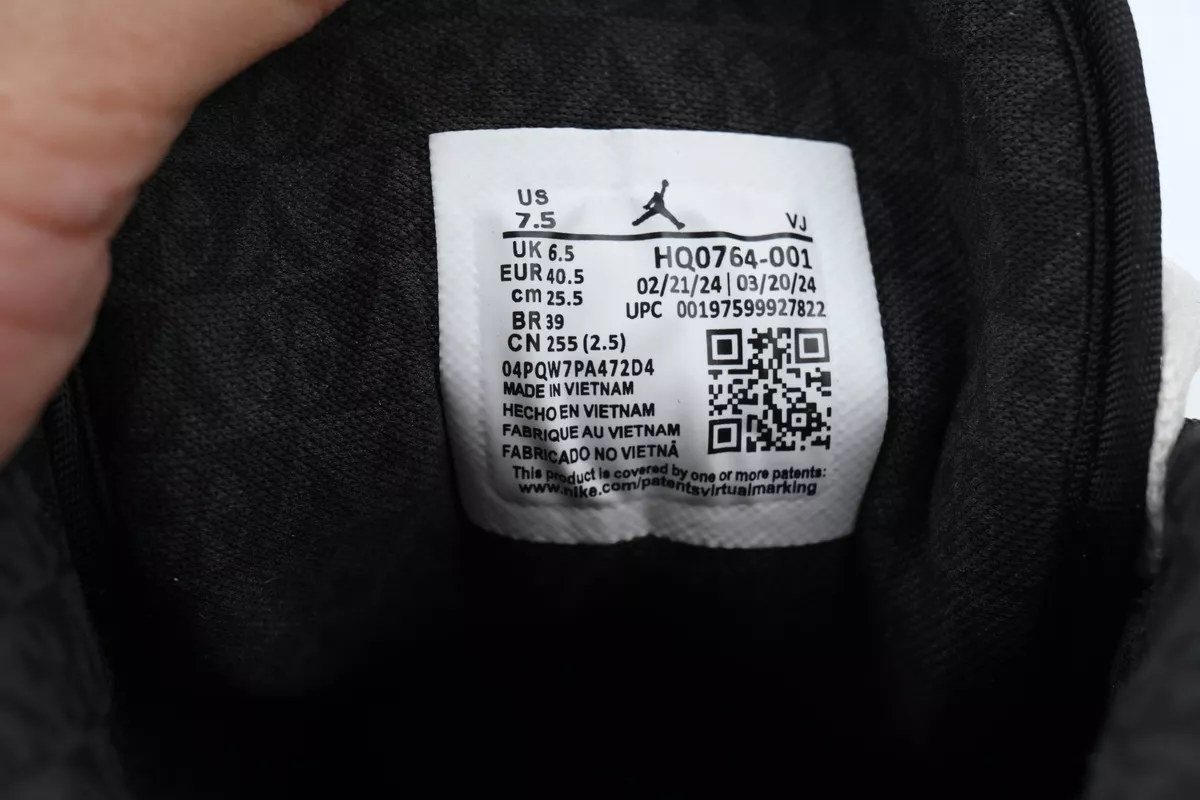 US
7.5
VJ
UK 6.5
HQ0764-001
EUR 40.5
02/21/24 | 03/20/24
cm 25.5
UPC 00197599927822
BR 39
CN 255 (2.5)
04PQW7PA472D4
MADE IN VIETNAM
HECHO EN VIETNAM
FABRIQUE AU VIETNAM
FABRICADO NO VIETNÃ
This product is covered by one or more patents:
www.nike.com/patentsvirtualmarking